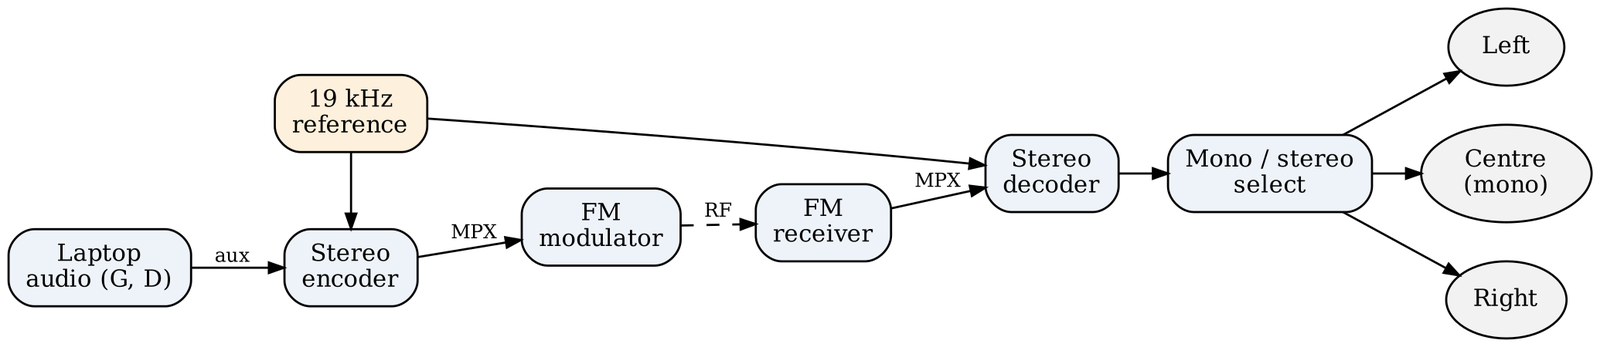 19 kHz
reference
Laptop
audio (G, D)
aux
Stereo
encoder
MPX
FM
modulator
RF
FM
receiver
MPX
Stereo
decoder
Mono / stereo
select
Left
Centre
(mono)
Right